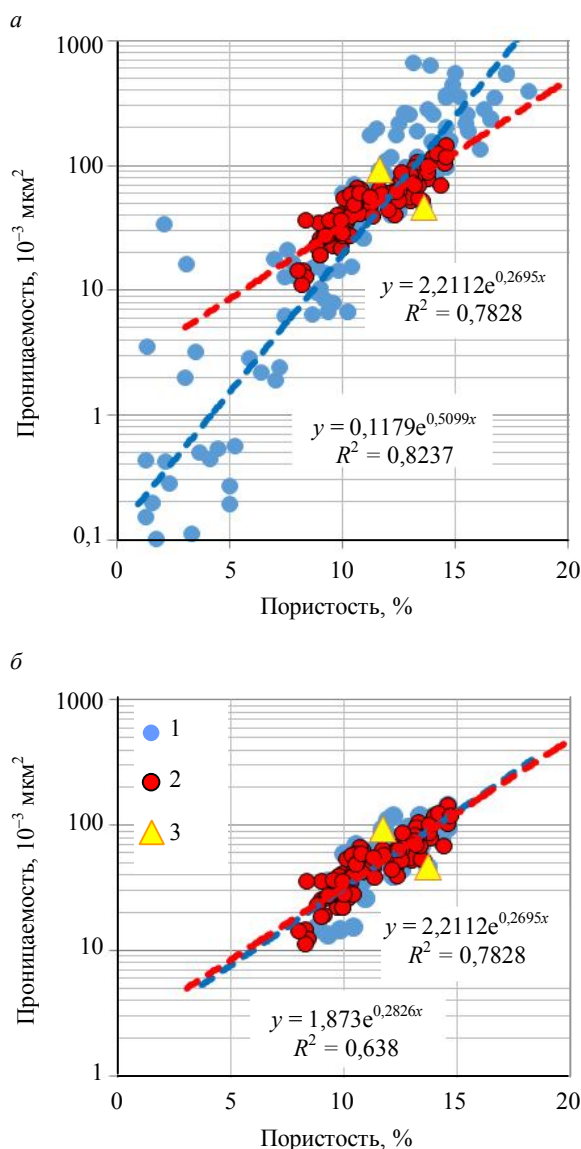 а
1000
100
10
1
0,1
0
5
10
15
20
Проницаемость, 10⁻³ мкм²
Пористость, %
y = 2,2112e^0,2695x
R² = 0,7828
y = 0,1179e^0,5099x
R² = 0,8237
б
1000
100
10
1
0
5
10
15
20
Проницаемость, 10⁻³ мкм²
Пористость, %
1
2
3
y = 2,2112e^0,2695x
R² = 0,7828
y = 1,873e^0,2826x
R² = 0,638